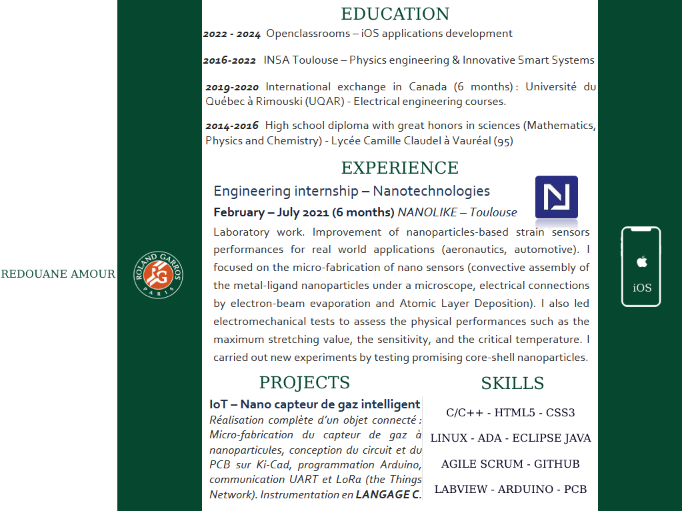 EDUCATION
2022 - 2024 Openclassrooms – iOS applications development
2016-2022 INSA Toulouse – Physics engineering & Innovative Smart Systems
2019-2020 International exchange in Canada (6 months) : Université du
Québec à Rimouski (UQAR) - Electrical engineering courses.
2014-2016 High school diploma with great honors in sciences (Mathematics,
Physics and Chemistry) - Lycée Camille Claudel à Vauréal (95)
EXPERIENCE
Engineering internship – Nanotechnologies
February – July 2021 (6 months) NANOLIKE – Toulouse
Laboratory work. Improvement of nanoparticles-based strain sensors
performances for real world applications (aeronautics, automotive). I
focused on the micro-fabrication of nano sensors (convective assembly of
the metal-ligand nanoparticles under a microscope, electrical connections
by electron-beam evaporation and Atomic Layer Deposition). I also led
electromechanical tests to assess the physical performances such as the
maximum stretching value, the sensitivity, and the critical temperature. I
carried out new experiments by testing promising core-shell nanoparticles.
REDOUANE AMOUR
ROLAND GARROS
RG
PARIS
iOS
PROJECTS
IoT – Nano capteur de gaz intelligent
Réalisation complète d'un objet connecté :
Micro-fabrication du capteur de gaz à
nanoparticules, conception du circuit et du
PCB sur Ki-Cad, programmation Arduino,
communication UART et LoRa (the Things
Network). Instrumentation en LANGAGE C.
SKILLS
C/C++ - HTML5 - CSS3
LINUX - ADA - ECLIPSE JAVA
AGILE SCRUM - GITHUB
LABVIEW - ARDUINO - PCB